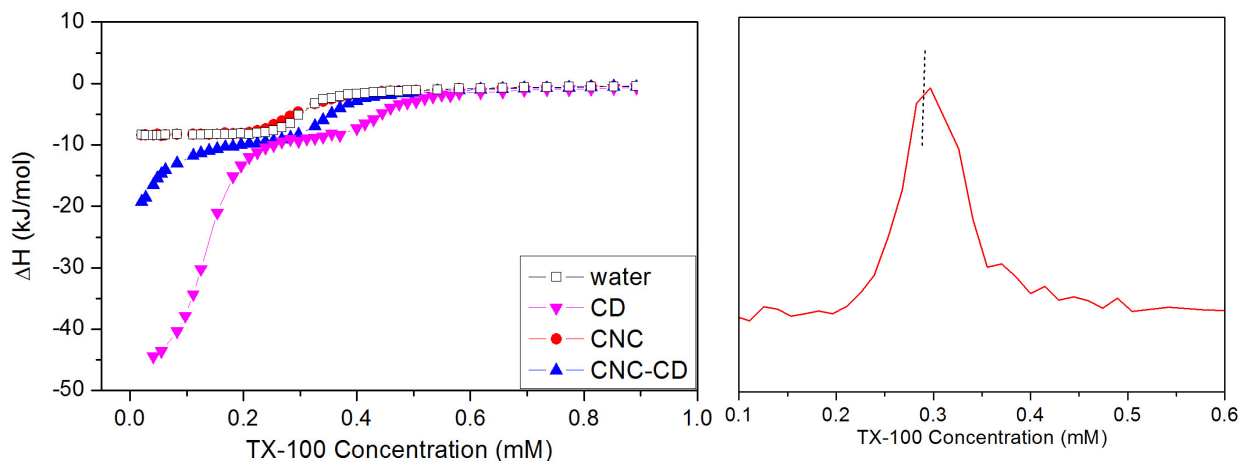 10
0
-10
-20
-30
-40
-50
ΔH (kJ/mol)
0.0 0.2 0.4 0.6 0.8 1.0
TX-100 Concentration (mM)
water
CD
CNC
CNC-CD
0.1 0.2 0.3 0.4 0.5 0.6
TX-100 Concentration (mM)